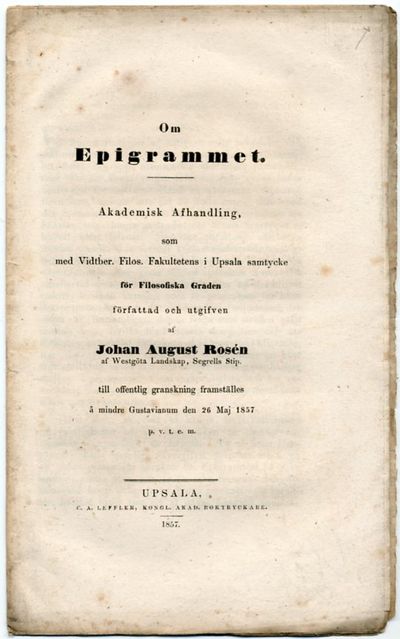 7
Om
Epigrammet.
Akademisk Afhandling,
som
med Vidtber. Filos. Fakultetens i Upsala samtycke
för Filosofiska Graden
författad och utgifven
af
Johan August Rosén
af Westgöta Landskap, Segrells Stip.
till offentlig granskning framställes
å mindre Gustavianum den 26 Maj 1857
p. v. t. e. m.
UPSALA,
C. A. LEFFLER, KONGL. AKAD. BOKTRYCKARE.
1857.